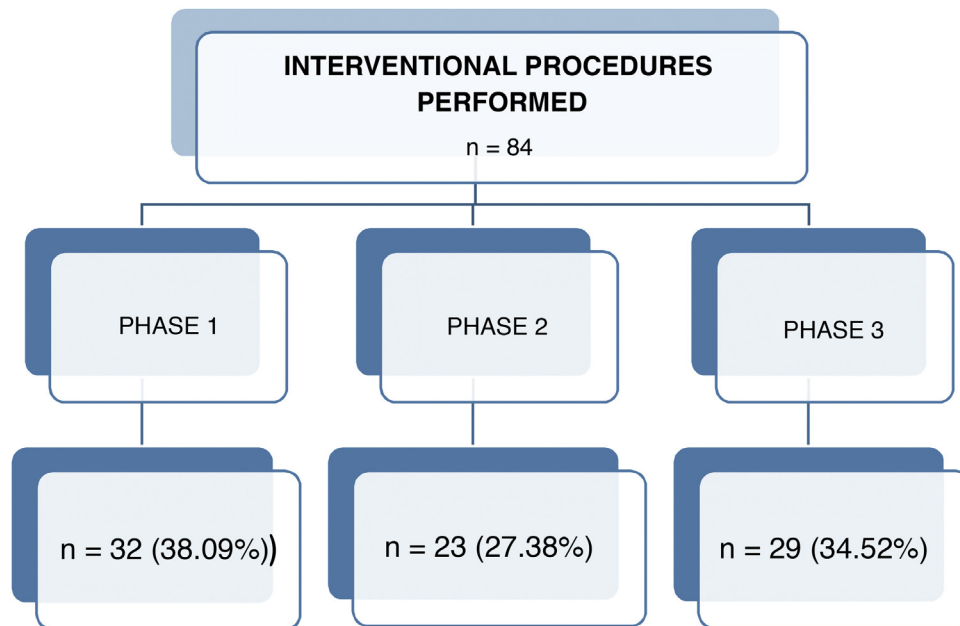 INTERVENTIONAL PROCEDURES
PERFORMED
n = 84
PHASE 1
PHASE 2
PHASE 3
n = 32 (38.09%))
n = 23 (27.38%)
n = 29 (34.52%)